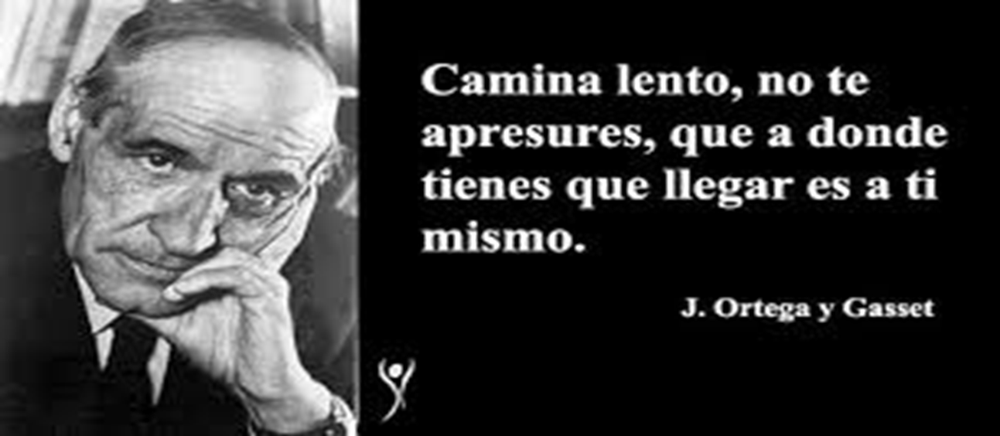 Camina lento, no te
apresures, que a donde
tienes que llegar es a ti
mismo.
J. Ortega y Gasset